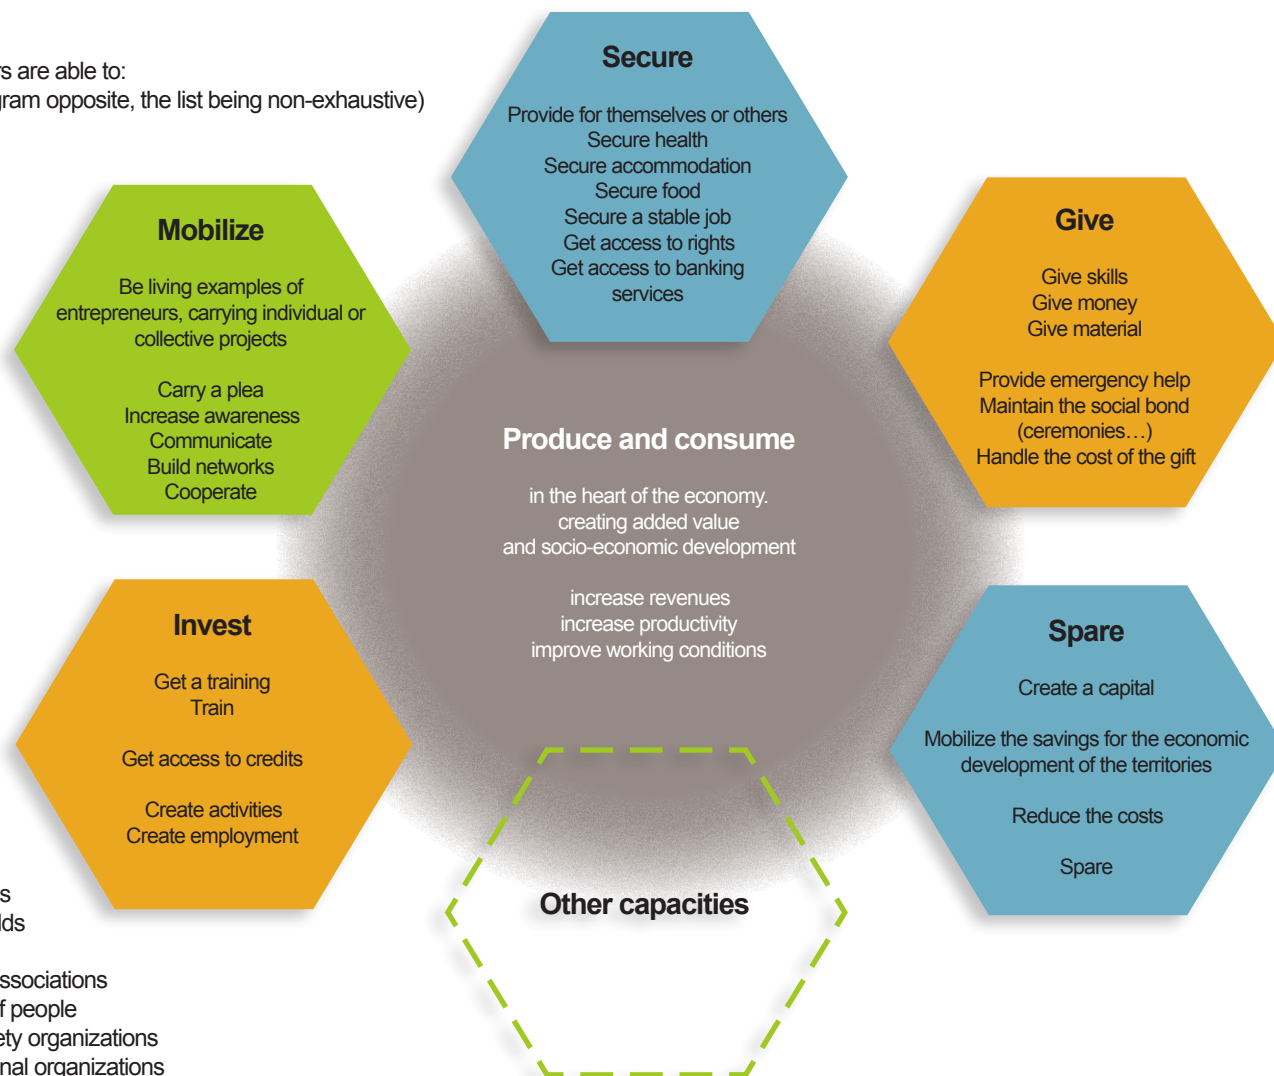 rs are able to:
gram opposite, the list being non-exhaustive)
Secure
Provide for themselves or others
Secure health
Secure accommodation
Secure food
Secure a stable job
Get access to rights
Get access to banking
services
Mobilize
Be living examples of
entrepreneurs, carrying individual or
collective projects
Carry a plea
Increase awareness
Communicate
Build networks
Cooperate
Give
Give skills
Give money
Give material
Provide emergency help
Maintain the social bond
(ceremonies…)
Handle the cost of the gift
Produce and consume
in the heart of the economy.
creating added value
and socio-economic development
increase revenues
increase productivity
improve working conditions
Invest
Get a training
Train
Get access to credits
Create activities
Create employment
Spare
Create a capital
Mobilize the savings for the economic
development of the territories
Reduce the costs
Spare
Other capacities
s
lds
ssociations
f people
ety organizations
nal organizations